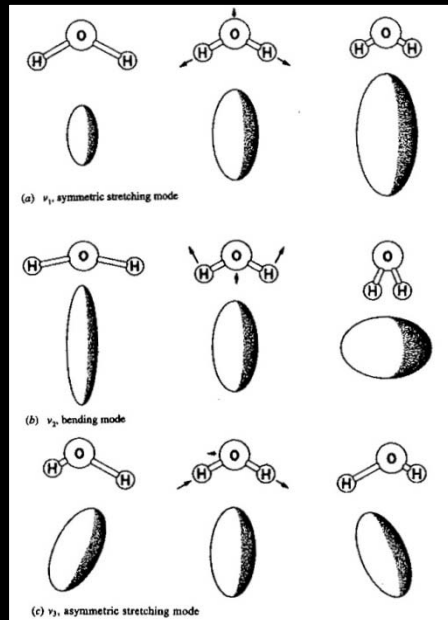 O O O
H H H H H H
(a) ν₁, symmetric stretching mode
O O O
H H H H H H
(b) ν₂, bending mode
O O O
H H H H H H
(c) ν₃, asymmetric stretching mode